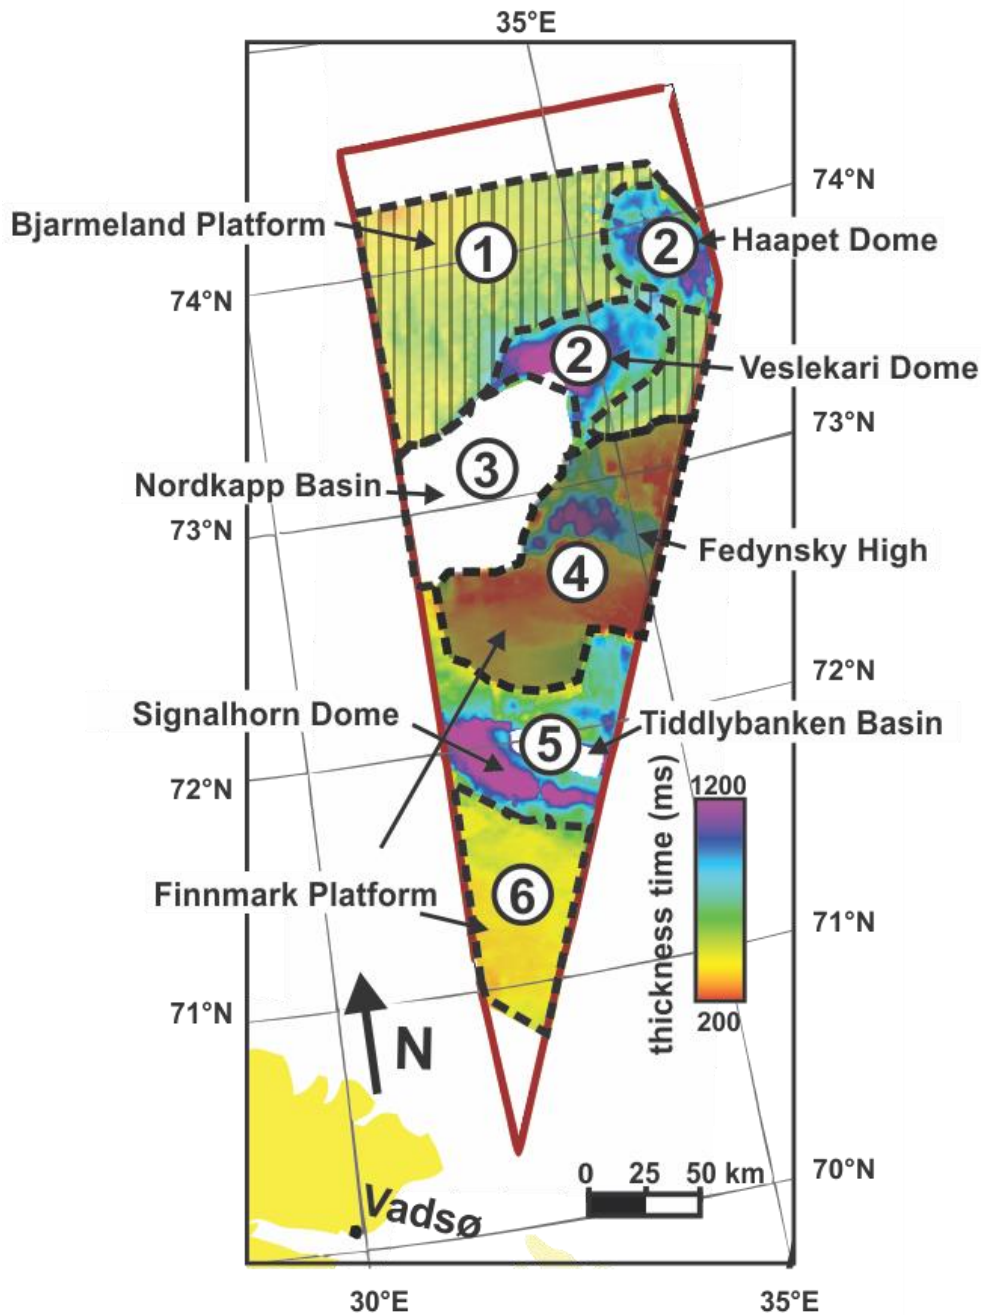 35°E
74°N
Bjarmeland Platform
1
2
Haapet Dome
74°N
2
Veslekari Dome
73°N
3
Nordkapp Basin
73°N
Fedynsky High
4
72°N
Signalhorn Dome
5
Tiddlybanken Basin
72°N
thickness time (ms)
1200
200
Finnmark Platform
6
71°N
71°N
N
70°N
0 25 50 km
Vadsø
30°E
35°E